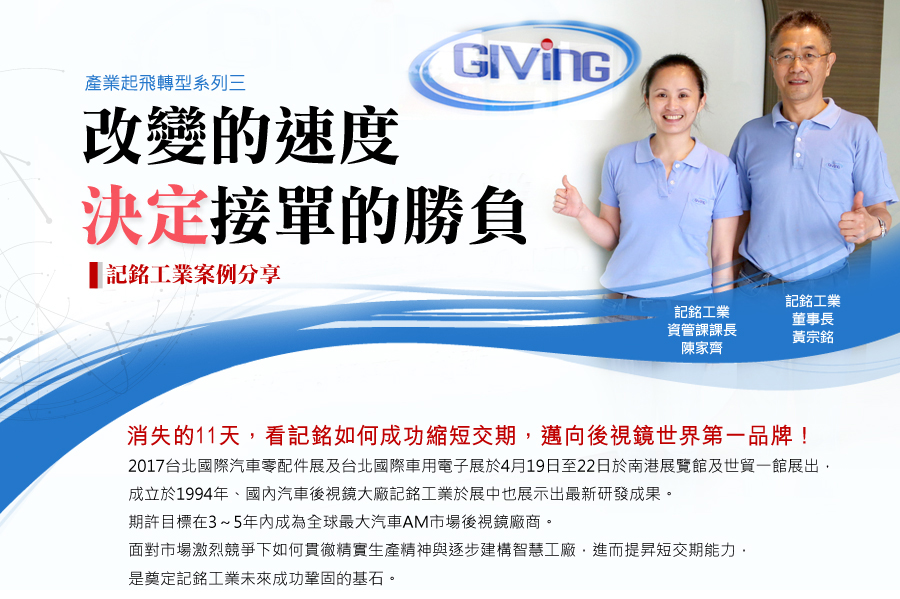 GIVING
產業起飛轉型系列三
改變的速度
決定接單的勝負
記銘工業案例分享
記銘工業
資管課課長
陳家齊
記銘工業
董事長
黃宗銘
消失的11天，看記銘如何成功縮短交期，邁向後視鏡世界第一品牌！
2017台北國際汽車零配件展及台北國際車用電子展於4月19日至22日於南港展覽館及世貿一館展出，
成立於1994年、國內汽車後視鏡大廠記銘工業於展中也展示出最新研發成果。
期許目標在3～5年內成為全球最大汽車AM市場後視鏡廠商。
面對市場激烈競爭下如何貫徹精實生產精神與逐步建構智慧工廠，進而提昇短交期能力，
是奠定記銘工業未來成功鞏固的基石。